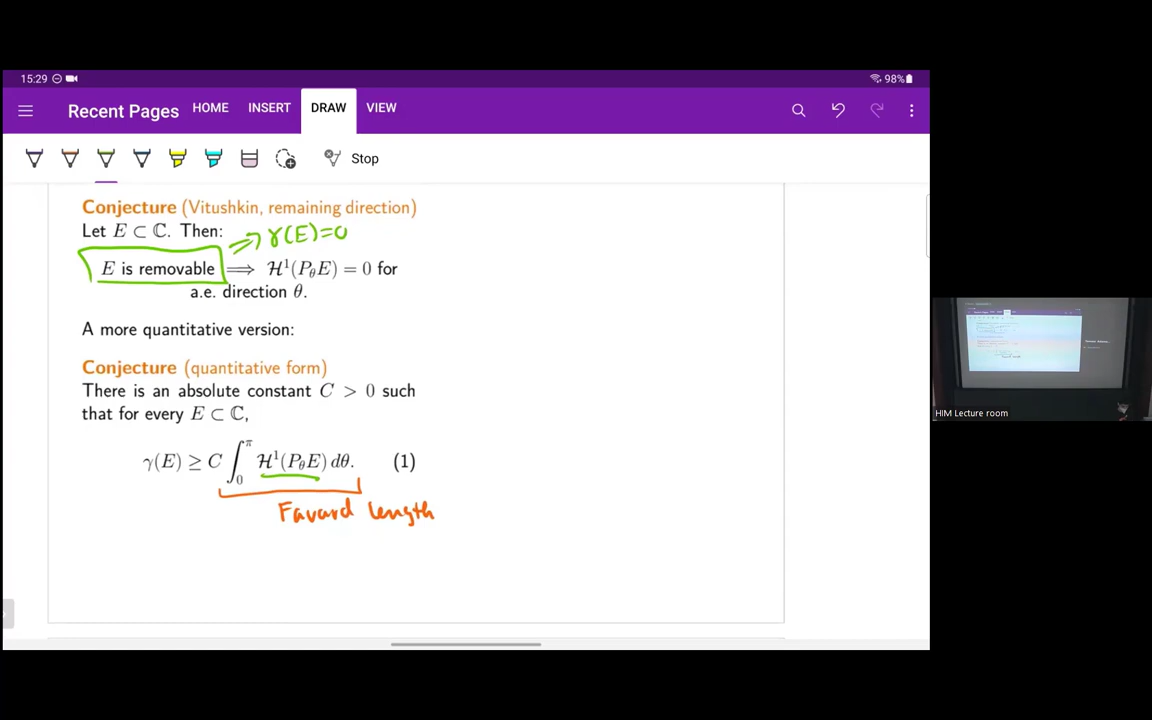 15:29
98%
Recent Pages HOME INSERT DRAW VIEW
Stop
Conjecture (Vitushkin, remaining direction)
Let E ⊂ ℂ. Then:
⇒ γ(E)=0
E is removable ⟹ ℋ¹(P_θE) = 0 for
a.e. direction θ.
A more quantitative version:
Conjecture (quantitative form)
There is an absolute constant C > 0 such
that for every E ⊂ ℂ,
γ(E) ≥ C ∫₀^π ℋ¹(P_θE) dθ. (1)
Favard length
HIM Lecture room